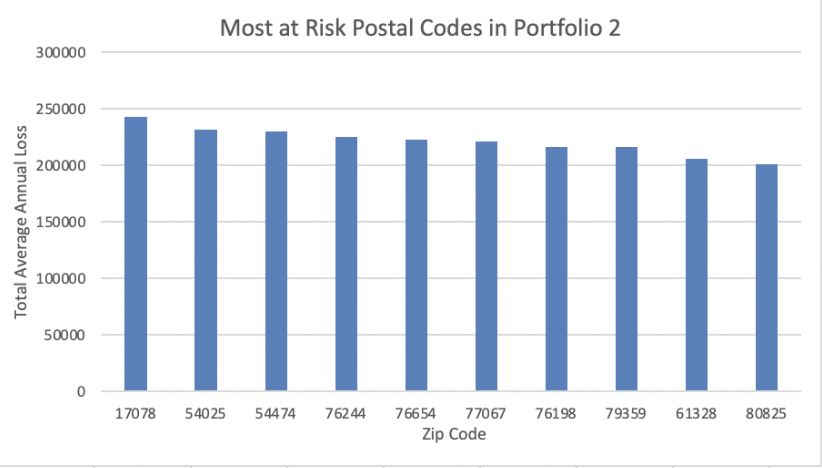 Most at Risk Postal Codes in Portfolio 2
300000
250000
200000
150000
100000
50000
0
Total Average Annual Loss
17078 54025 54474 76244 76654 77067 76198 79359 61328 80825
Zip Code